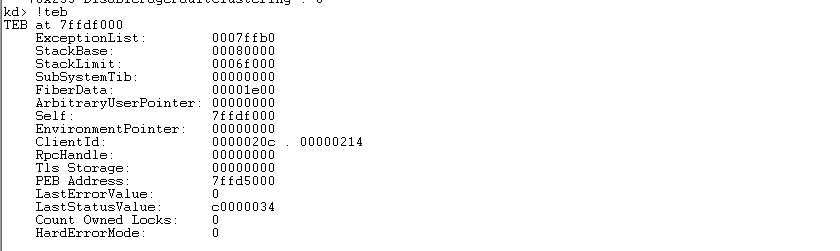 kd> !teb
TEB at 7ffdf000
ExceptionList: 0007ffb0
StackBase: 00080000
StackLimit: 0006f000
SubSystemTib: 00000000
FiberData: 00001e00
ArbitraryUserPointer: 00000000
Self: 7ffdf000
EnvironmentPointer: 00000000
ClientId: 0000020c . 00000214
RpcHandle: 00000000
Tls Storage: 00000000
PEB Address: 7ffd5000
LastErrorValue: 0
LastStatusValue: c0000034
Count Owned Locks: 0
HardErrorMode: 0